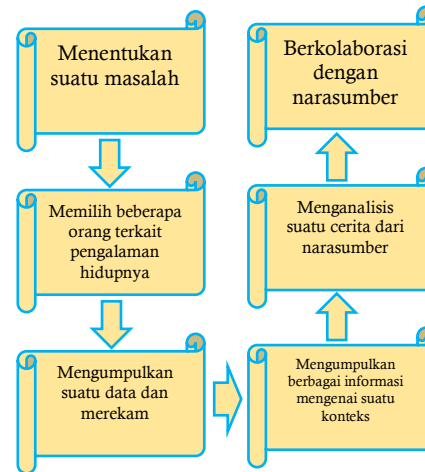 Menentukan
suatu masalah
Memilih beberapa
orang terkait
pengalaman
hidupnya
Mengumpulkan
suatu data dan
merekam
Mengumpulkan
berbagai informasi
mengenai suatu
konteks
Menganalisis
suatu cerita dari
narasumber
Berkolaborasi
dengan
narasumber